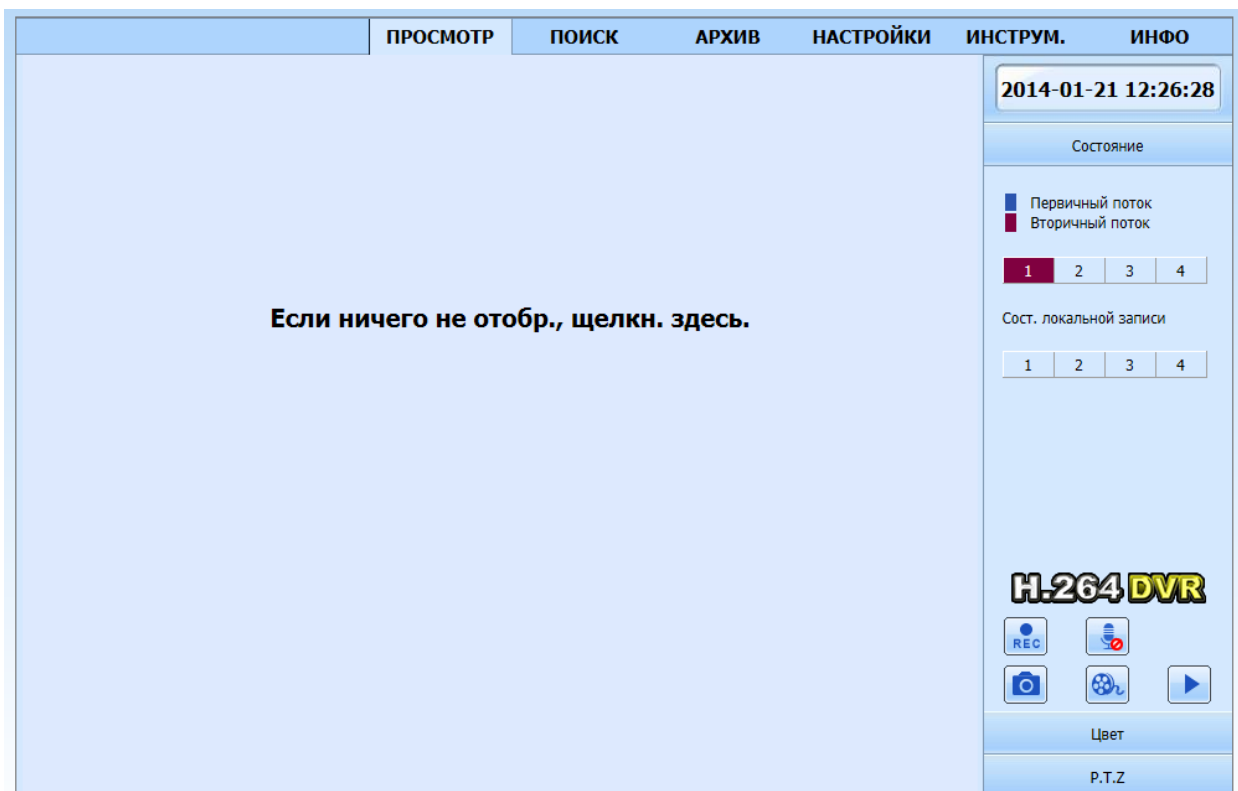 ПРОСМОТР ПОИСК АРХИВ НАСТРОЙКИ ИНСТРУМ. ИНФО
2014-01-21 12:26:28
Состояние
Первичный поток
Вторичный поток
1 2 3 4
Если ничего не отобр., щелкн. здесь.
Сост. локальной записи
1 2 3 4
H.264 DVR
REC
Цвет
P.T.Z